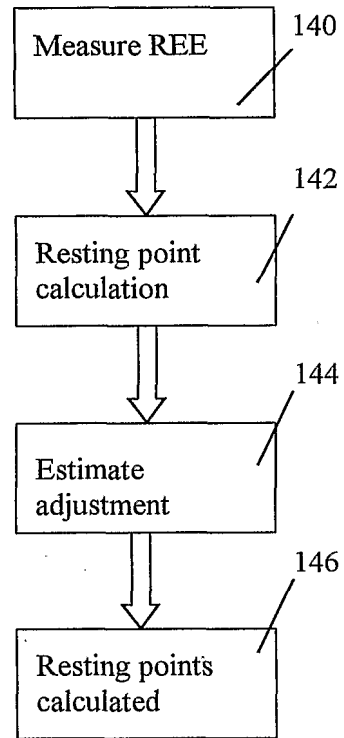 140
Measure REE
142
Resting point
calculation
144
Estimate
adjustment
146
Resting points
calculated